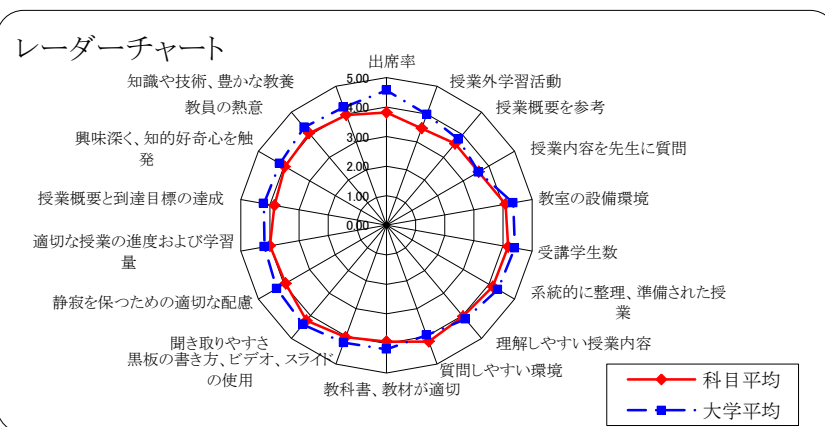 レーダーチャート
出席率
授業外学習活動
授業概要を参考
授業内容を先生に質問
教室の設備環境
受講学生数
系統的に整理、準備された授
業
理解しやすい授業内容
質問しやすい環境
教科書、教材が適切
黒板の書き方、ビデオ、スライド
の使用
聞き取りやすさ
静寂を保つための適切な配慮
適切な授業の進度および学習
量
授業概要と到達目標の達成
興味深く、知的好奇心を触
発
教員の熱意
知識や技術、豊かな教養
5.00
4.00
3.00
2.00
1.00
0.00
科目平均
大学平均